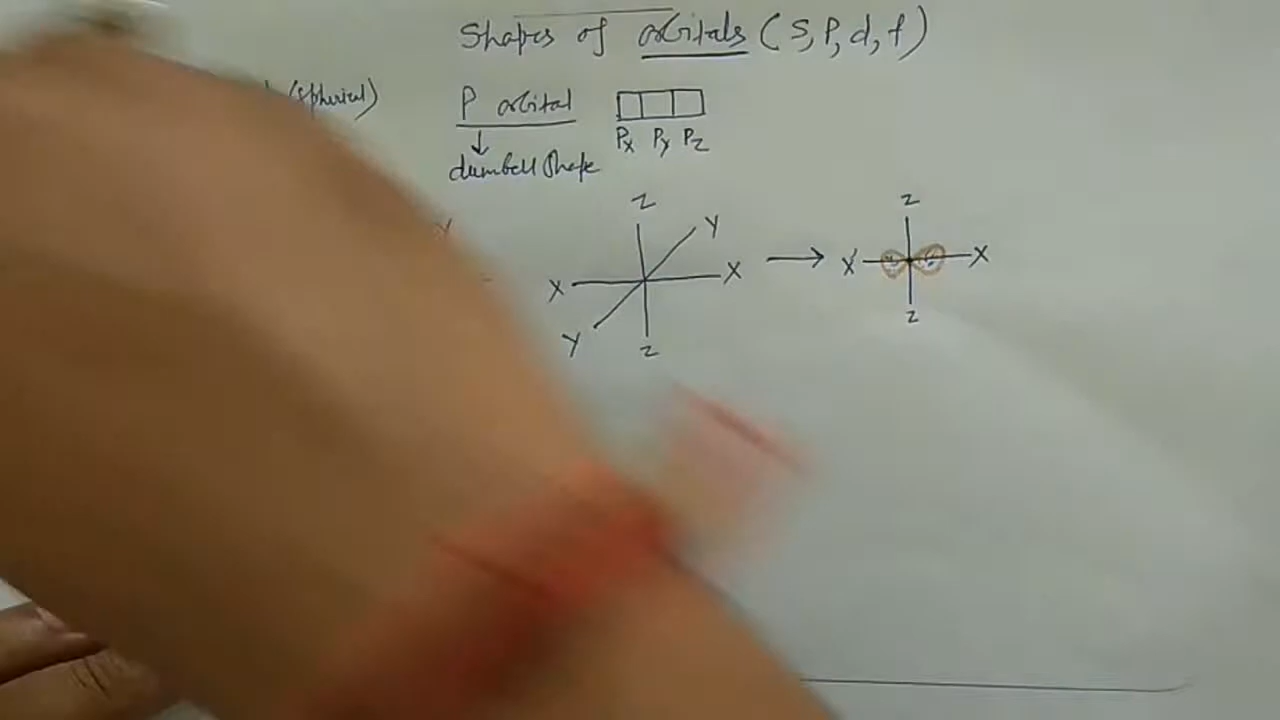 Shapes of orbitals (S, P, d, f)
(Spherical)
P orbital
Px Py Pz
dumbell Shape
Y
Z
Y
X X
Y
Z
Z
X' X
Z